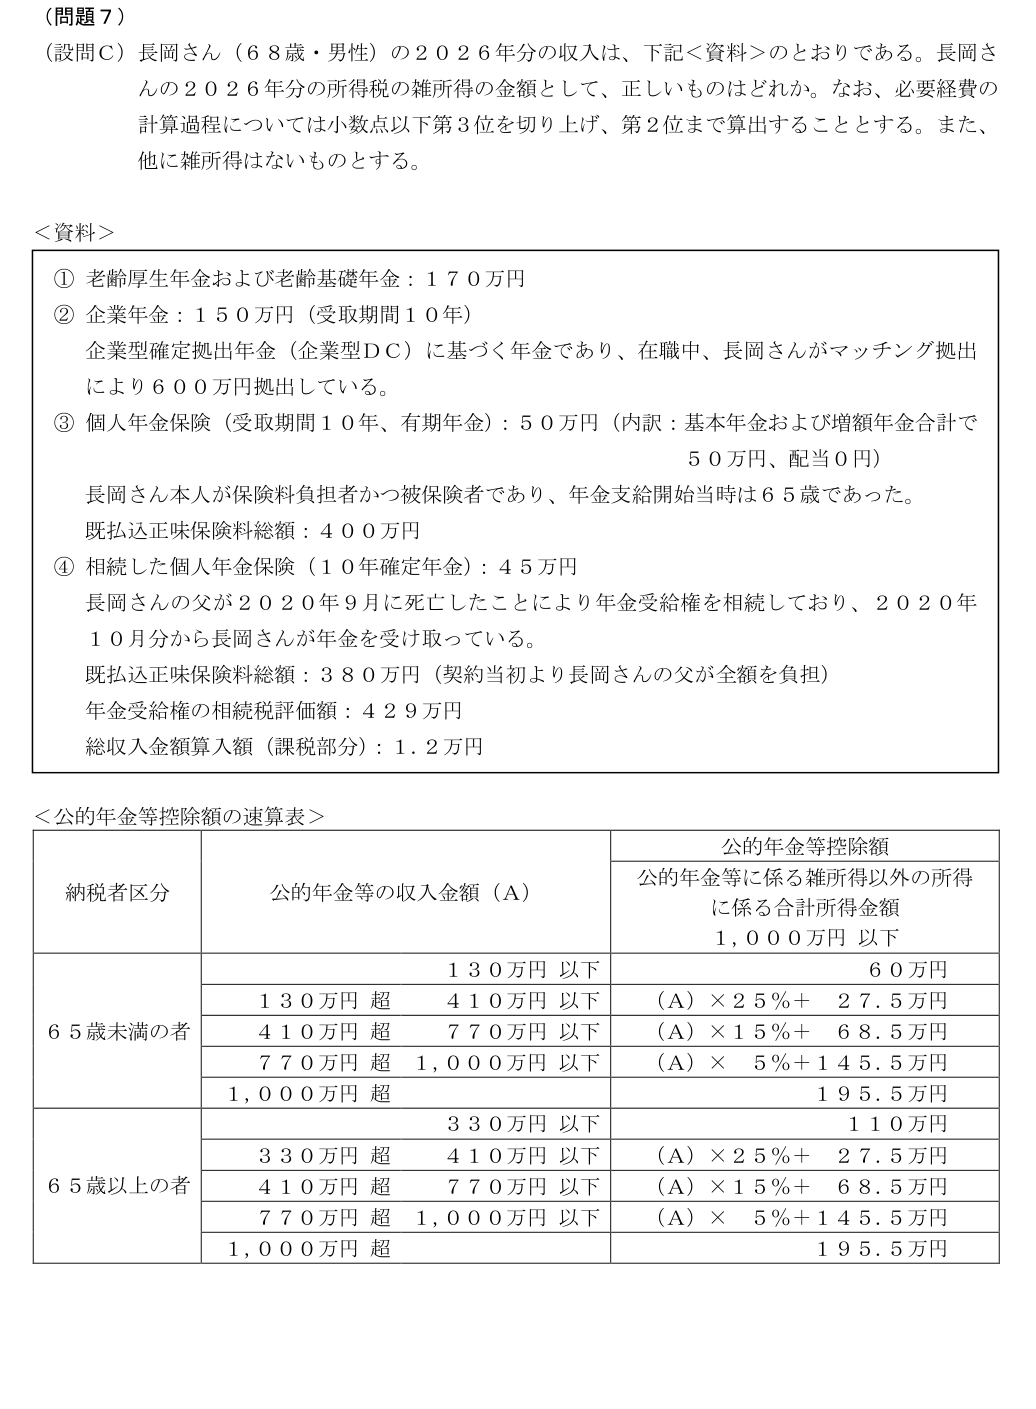 （問題７）
（設問Ｃ）長岡さん（６８歳・男性）の２０２６年分の収入は、下記＜資料＞のとおりである。長岡さ
んの２０２６年分の所得税の雑所得の金額として、正しいものはどれか。なお、必要経費の
計算過程については小数点以下第３位を切り上げ、第２位まで算出することとする。また、
他に雑所得はないものとする。
＜資料＞
① 老齢厚生年金および老齢基礎年金：１７０万円
② 企業年金：１５０万円（受取期間１０年）
企業型確定拠出年金（企業型ＤＣ）に基づく年金であり、在職中、長岡さんがマッチング拠出
により６００万円拠出している。
③ 個人年金保険（受取期間１０年、有期年金）：５０万円（内訳：基本年金および増額年金合計で
５０万円、配当０円）
長岡さん本人が保険料負担者かつ被保険者であり、年金支給開始当時は６５歳であった。
既払込正味保険料総額：４００万円
④ 相続した個人年金保険（１０年確定年金）：４５万円
長岡さんの父が２０２０年９月に死亡したことにより年金受給権を相続しており、２０２０年
１０月分から長岡さんが年金を受け取っている。
既払込正味保険料総額：３８０万円（契約当初より長岡さんの父が全額を負担）
年金受給権の相続税評価額：４２９万円
総収入金額算入額（課税部分）：１．２万円
＜公的年金等控除額の速算表＞
納税者区分 公的年金等の収入金額（Ａ） 公的年金等控除額
公的年金等に係る雑所得以外の所得
に係る合計所得金額
１,０００万円 以下
６５歳未満の者 １３０万円 以下 ６０万円
１３０万円 超 ４１０万円 以下 （Ａ）×２５％＋ ２７.５万円
４１０万円 超 ７７０万円 以下 （Ａ）×１５％＋ ６８.５万円
７７０万円 超 １,０００万円 以下 （Ａ）× ５％＋１４５.５万円
１,０００万円 超 １９５.５万円
６５歳以上の者 ３３０万円 以下 １１０万円
３３０万円 超 ４１０万円 以下 （Ａ）×２５％＋ ２７.５万円
４１０万円 超 ７７０万円 以下 （Ａ）×１５％＋ ６８.５万円
７７０万円 超 １,０００万円 以下 （Ａ）× ５％＋１４５.５万円
１,０００万円 超 １９５.５万円